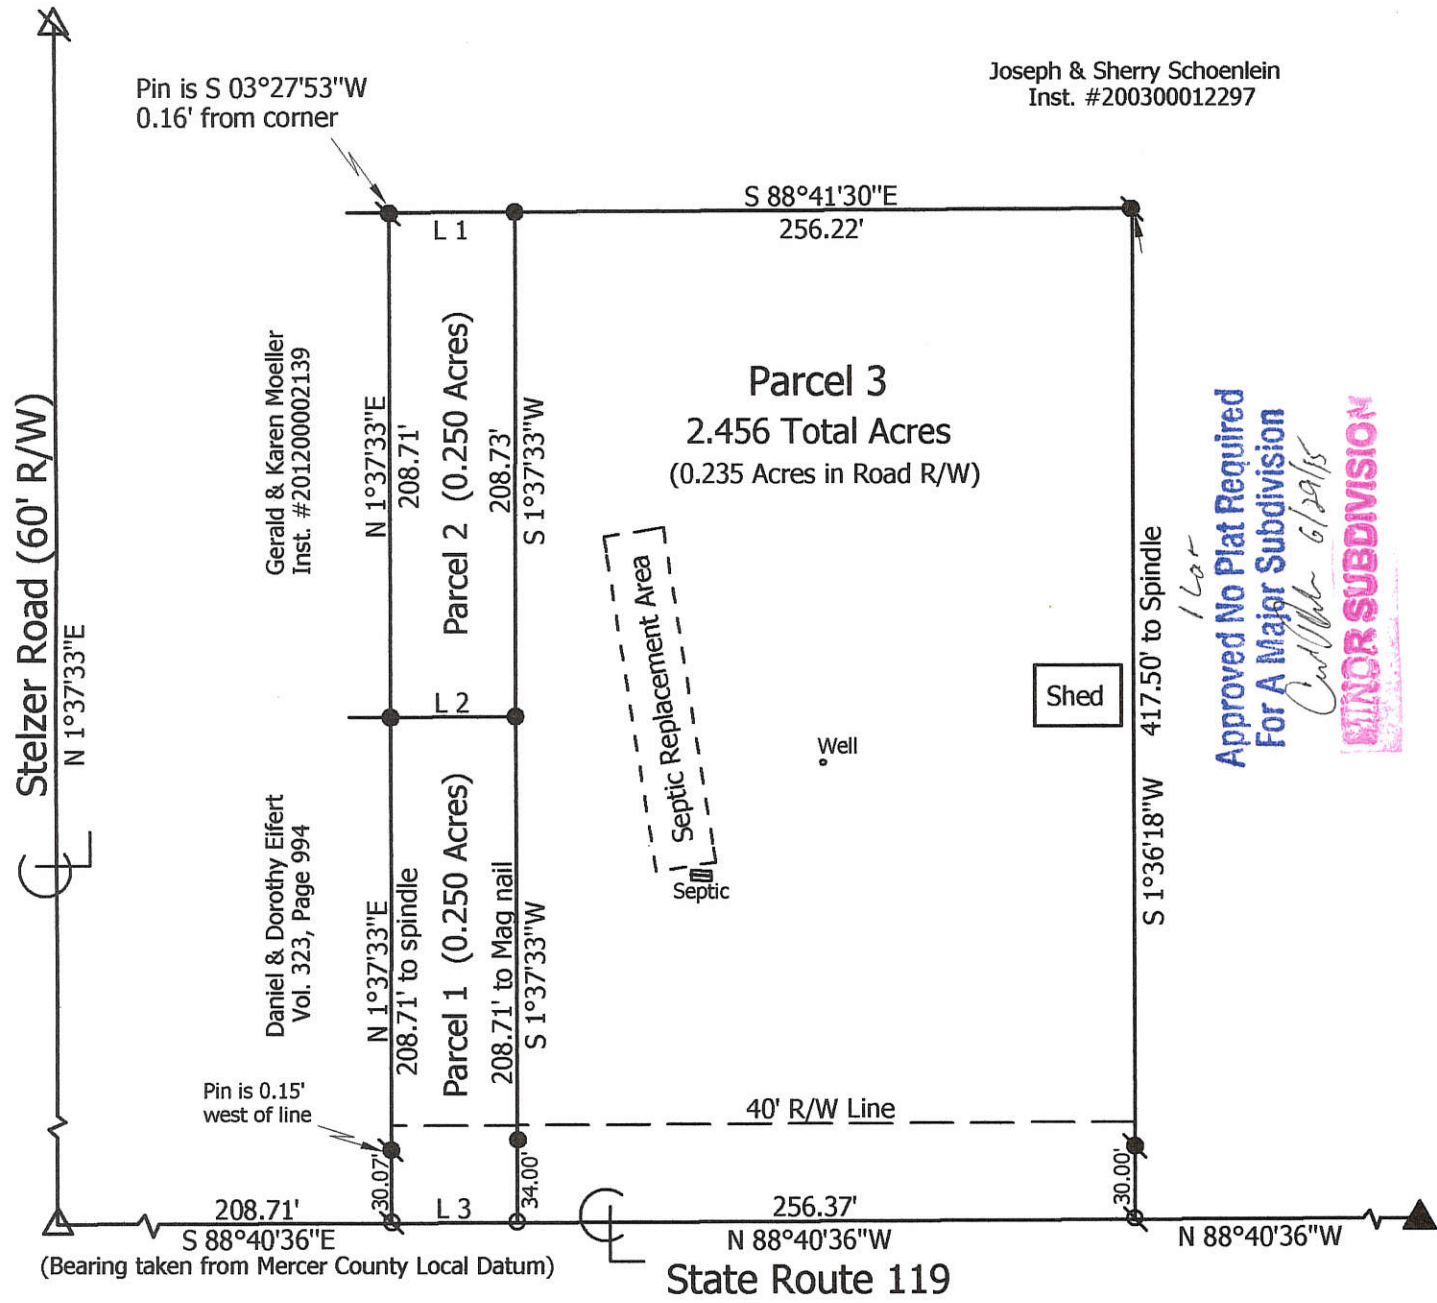 Pin is S 03°27'53"W
0.16' from corner
Joseph & Sherry Schoenlein
Inst. #200300012297
S 88°41'30"E
256.22'
L 1
Gerald & Karen Moeller
Inst. #201200002139
N 1°37'33"E
208.71'
Parcel 2 (0.250 Acres)
208.73'
S 1°37'33"W
Parcel 3
2.456 Total Acres
(0.235 Acres in Road R/W)
Stelzer Road (60' R/W)
N 1°37'33"E
Septic Replacement Area
Septic
Well
Shed
417.50' to Spindle
S 1°36'18"W
1 Lot
Approved No Plat Required
For A Major Subdivision
6/29/15
MINOR SUBDIVISION
L 2
Daniel & Dorothy Eifert
Vol. 323, Page 994
N 1°37'33"E
208.71' to spindle
Parcel 1 (0.250 Acres)
208.71' to Mag nail
S 1°37'33"W
Pin is 0.15'
west of line
40' R/W Line
30.07'
34.00'
30.00'
208.71'
L 3
256.37'
S 88°40'36"E
N 88°40'36"W
N 88°40'36"W
(Bearing taken from Mercer County Local Datum)
State Route 119